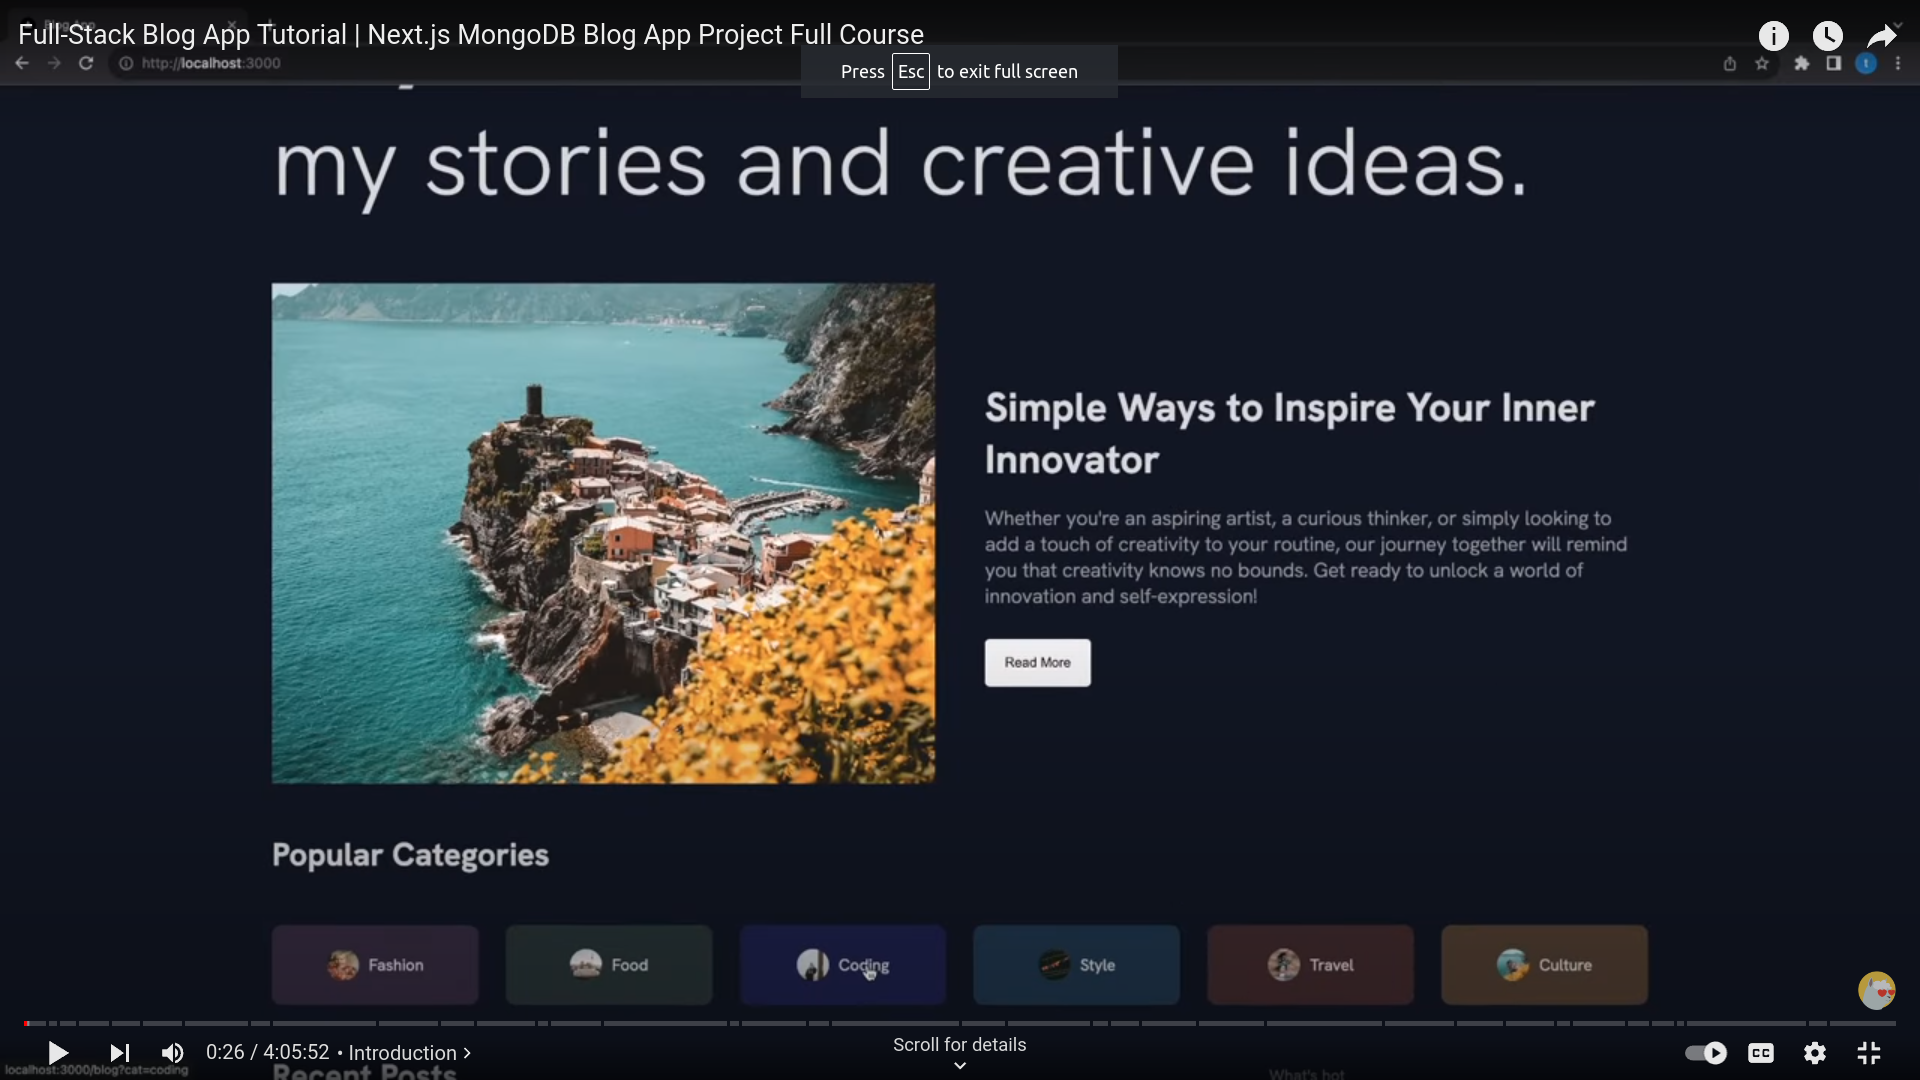 Full-Stack Blog App Tutorial | Next.js MongoDB Blog App Project Full Course
http://localhost:3000
t
Press Esc to exit full screen
my stories and creative ideas.
Simple Ways to Inspire Your Inner
Innovator
Whether you're an aspiring artist, a curious thinker, or simply looking to
add a touch of creativity to your routine, our journey together will remind
you that creativity knows no bounds. Get ready to unlock a world of
innovation and self-expression!
Read More
Popular Categories
Fashion
Food
Coding
Style
Travel
Culture
0:26 / 4:05:52 • Introduction >
Scroll for details
CC
localhost:3000/blog?cat=coding
Recent Posts
What's hot